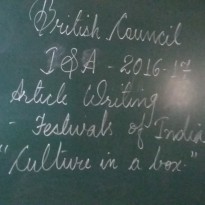 British Council
ISA - 2016-17
Article Writing
- Festivals of India
"Culture in a box"